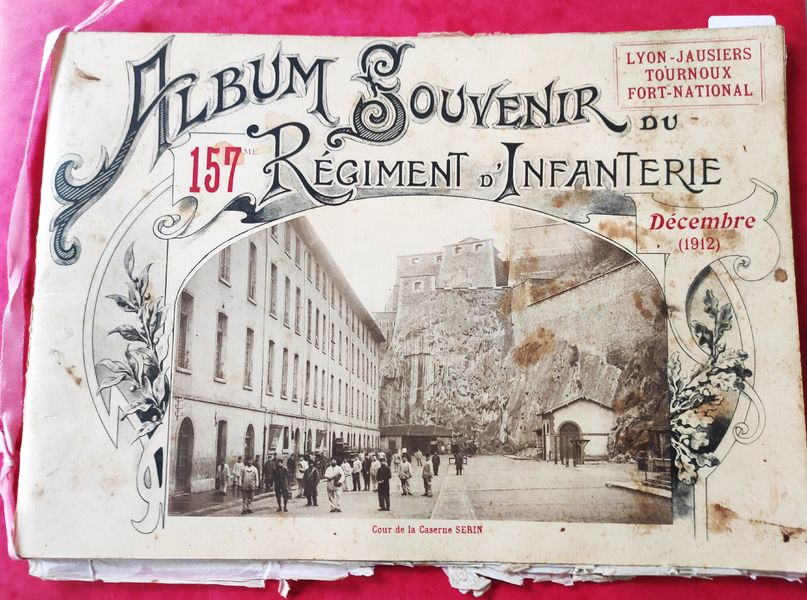 LYON-JAUSIERS
TOURNOUX
FORT-NATIONAL
ALBUM SOUVENIR DU
157ME RÉGIMENT D'INFANTERIE
Décembre
(1912)
Cour de la Caserne SERIN